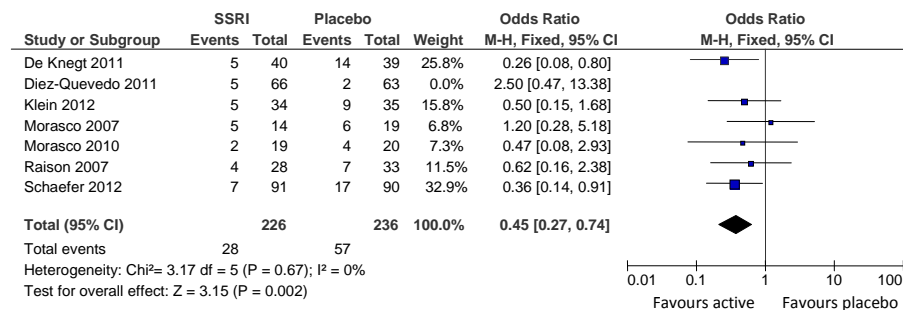 SSRI Placebo Odds Ratio Odds Ratio
Study or Subgroup Events Total Events Total Weight M-H, Fixed, 95% CI M-H, Fixed, 95% CI
De Knegt 2011 5 40 14 39 25.8% 0.26 [0.08, 0.80]
Diez-Quevedo 2011 5 66 2 63 0.0% 2.50 [0.47, 13.38]
Klein 2012 5 34 9 35 15.8% 0.50 [0.15, 1.68]
Morasco 2007 5 14 6 19 6.8% 1.20 [0.28, 5.18]
Morasco 2010 2 19 4 20 7.3% 0.47 [0.08, 2.93]
Raison 2007 4 28 7 33 11.5% 0.62 [0.16, 2.38]
Schaefer 2012 7 91 17 90 32.9% 0.36 [0.14, 0.91]
Total (95% CI) 226 236 100.0% 0.45 [0.27, 0.74]
Total events 28 57
Heterogeneity: Chi²= 3.17 df = 5 (P = 0.67); I² = 0%
Test for overall effect: Z = 3.15 (P = 0.002)
0.01 0.1 1 10 100
Favours active Favours placebo